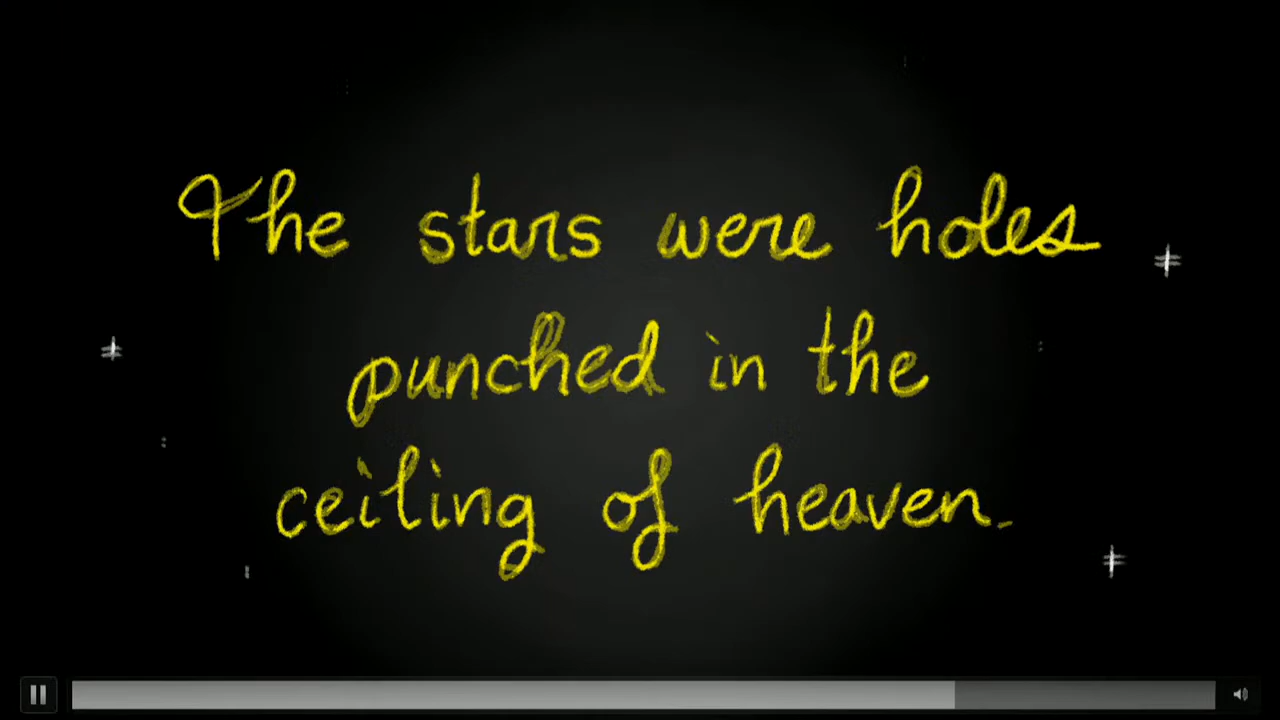 The stars were holes
punched in the
ceiling of heaven.